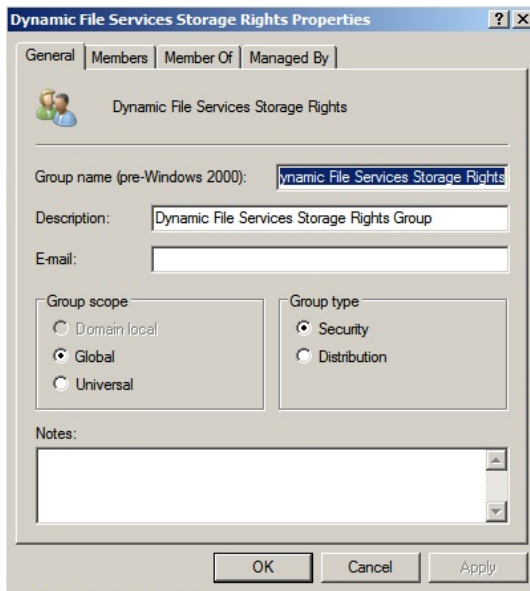 Dynamic File Services Storage Rights Properties
General Members Member Of Managed By
Dynamic File Services Storage Rights
Group name (pre-Windows 2000): ynamic File Services Storage Rights
Description: Dynamic File Services Storage Rights Group
E-mail:
Group scope Group type
Domain local Security
Global Distribution
Universal
Notes:
OK Cancel Apply